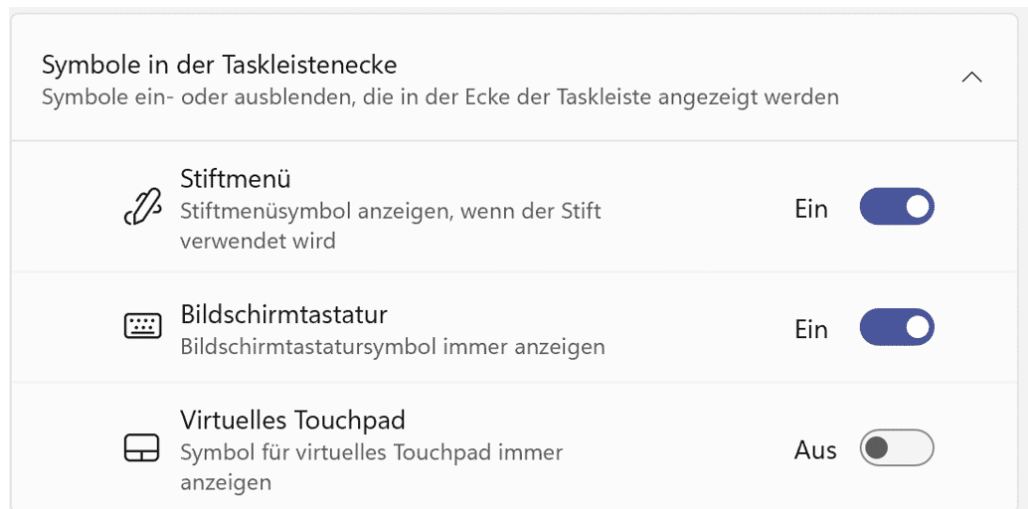 Symbole in der Taskleistenecke
Symbole ein- oder ausblenden, die in der Ecke der Taskleiste angezeigt werden
Stiftmenü
Stiftmenüsymbol anzeigen, wenn der Stift
verwendet wird
Ein
Bildschirmtastatur
Bildschirmtastatursymbol immer anzeigen
Ein
Virtuelles Touchpad
Symbol für virtuelles Touchpad immer
anzeigen
Aus